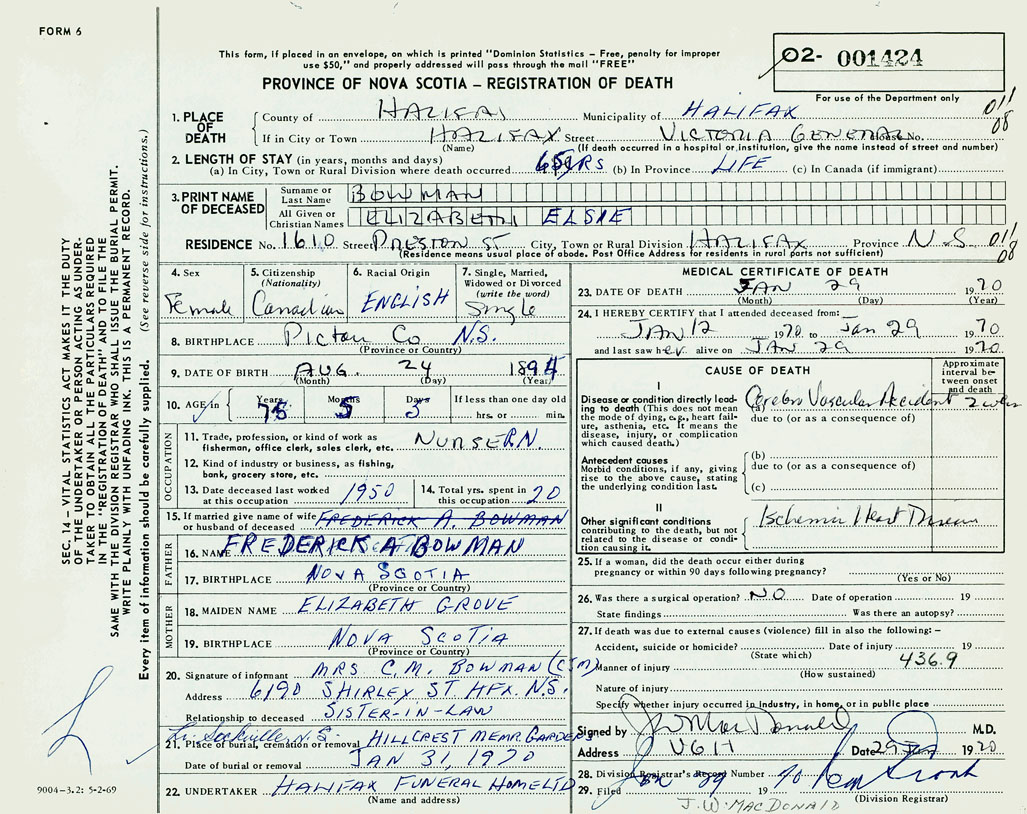 FORM 6
This form, if placed in an envelope, on which is printed "Dominion Statistics – Free, penalty for improper
use $50," and properly addressed will pass through the mail "FREE"
PROVINCE OF NOVA SCOTIA – REGISTRATION OF DEATH
O2- 001424
For use of the Department only
011
08
1. PLACE OF DEATH
County of HALIFAX Municipality of HALIFAX
If in City or Town HALIFAX Street VICTORIA GENERAL No.
(Name) (If death occurred in a hospital or institution, give the name instead of street and number)
2. LENGTH OF STAY (in years, months and days)
(a) In City, Town or Rural Division where death occurred YRS (b) In Province LIFE (c) In Canada (if immigrant)
3. PRINT NAME OF DECEASED
Surname or Last Name BOWMAN
All Given or Christian Names ELIZABETH ELSIE
RESIDENCE No. 1610 Street PRESTON ST City, Town or Rural Division HALIFAX Province N.S 011
08
(Residence means usual place of abode. Post Office Address for residents in rural parts not sufficient)
4. Sex Female
5. Citizenship (Nationality) Canadian
6. Racial Origin ENGLISH
7. Single, Married, Widowed or Divorced (write the word) Single
8. BIRTHPLACE Pictou Co N.S.
(Province or Country)
9. DATE OF BIRTH AUG. 24 1894
(Month) (Day) (Year)
10. AGE in Years 75 Months 5 Days 5 If less than one day old
hrs. or min.
OCCUPATION
11. Trade, profession, or kind of work as NURSE R.N.
fisherman, office clerk, sales clerk, etc.
12. Kind of industry or business, as fishing,
bank, grocery store, etc.
13. Date deceased last worked at this occupation 1950
14. Total yrs. spent in this occupation 20
15. If married give name of wife or husband of deceased FREDERICK A. BOWMAN
FATHER
16. NAME FREDERICK A BOWMAN
17. BIRTHPLACE NOVA SCOTIA
(Province or Country)
MOTHER
18. MAIDEN NAME ELIZABETH GROVE
19. BIRTHPLACE NOVA SCOTIA
(Province or Country)
20. Signature of informant MRS C.M. BOWMAN (CSM)
Address 6190 SHIRLEY ST HFX. N.S.
Relationship to deceased SISTER-IN-LAW
Sackville, N.S.
21. Place of burial, cremation or removal HILLCREST MEMR. GARDENS
Date of burial or removal JAN 31, 1970
22. UNDERTAKER HALIFAX FUNERAL HOME LTD
(Name and address)
MEDICAL CERTIFICATE OF DEATH
23. DATE OF DEATH JAN 29 1970
(Month) (Day) (Year)
24. I HEREBY CERTIFY that I attended deceased from:
JAN 12 1970 to Jan 29 1970
and last saw her alive on JAN 29 1970
CAUSE OF DEATH
Approximate interval between onset and death
I
Disease or condition directly leading to death (This does not mean the mode of dying, e.g., heart failure, asthenia, etc. It means the disease, injury, or complication which caused death.)
(a) Cerebro Vascular Accident 2 weeks
due to (or as a consequence of)
Antecedent causes
Morbid conditions, if any, giving rise to the above cause, stating the underlying condition last.
(b)
due to (or as a consequence of)
(c)
II
Other significant conditions contributing to the death, but not related to the disease or condition causing it.
Ischemic Heart Disease
25. If a woman, did the death occur either during
pregnancy or within 90 days following pregnancy?
(Yes or No)
26. Was there a surgical operation? NO Date of operation 19
State findings Was there an autopsy?
27. If death was due to external causes (violence) fill in also the following: –
Accident, suicide or homicide? Date of injury 19
(State which) 436.9
Manner of injury
(How sustained)
Nature of injury
Specify whether injury occurred in industry, in home, or in public place
Signed by J W MacDonald M.D.
Address VGH Date 29 Jan 1970
28. Division Registrar's Record Number
29. Filed Jan 29 19 70
(Division Registrar)
J.W. MACDONALD
SEC. 14 – VITAL STATISTICS ACT MAKES IT THE DUTY
OF THE UNDERTAKER OR PERSON ACTING AS UNDER-
TAKER TO OBTAIN ALL THE PARTICULARS REQUIRED
IN THE "REGISTRATION OF DEATH" AND TO FILE THE
SAME WITH THE DIVISION REGISTRAR WHO SHALL ISSUE THE BURIAL PERMIT.
WRITE PLAINLY WITH UNFADING INK. THIS IS A PERMANENT RECORD.
Every item of information should be carefully supplied. (See reverse side for instructions.)
9004-3.2: 5-2-69